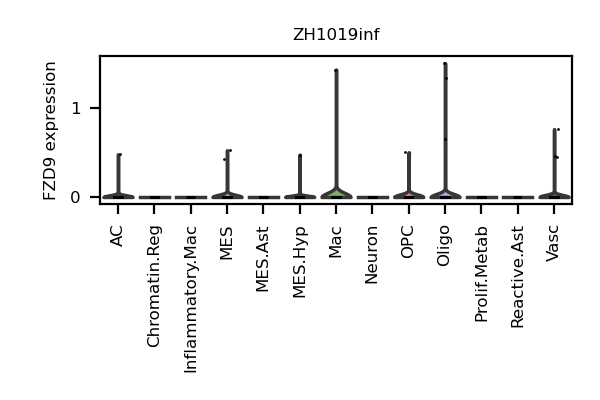 ZH1019inf
FZD9 expression
1
0
AC
Chromatin.Reg
Inflammatory.Mac
MES
MES.Ast
MES.Hyp
Mac
Neuron
OPC
Oligo
Prolif.Metab
Reactive.Ast
Vasc